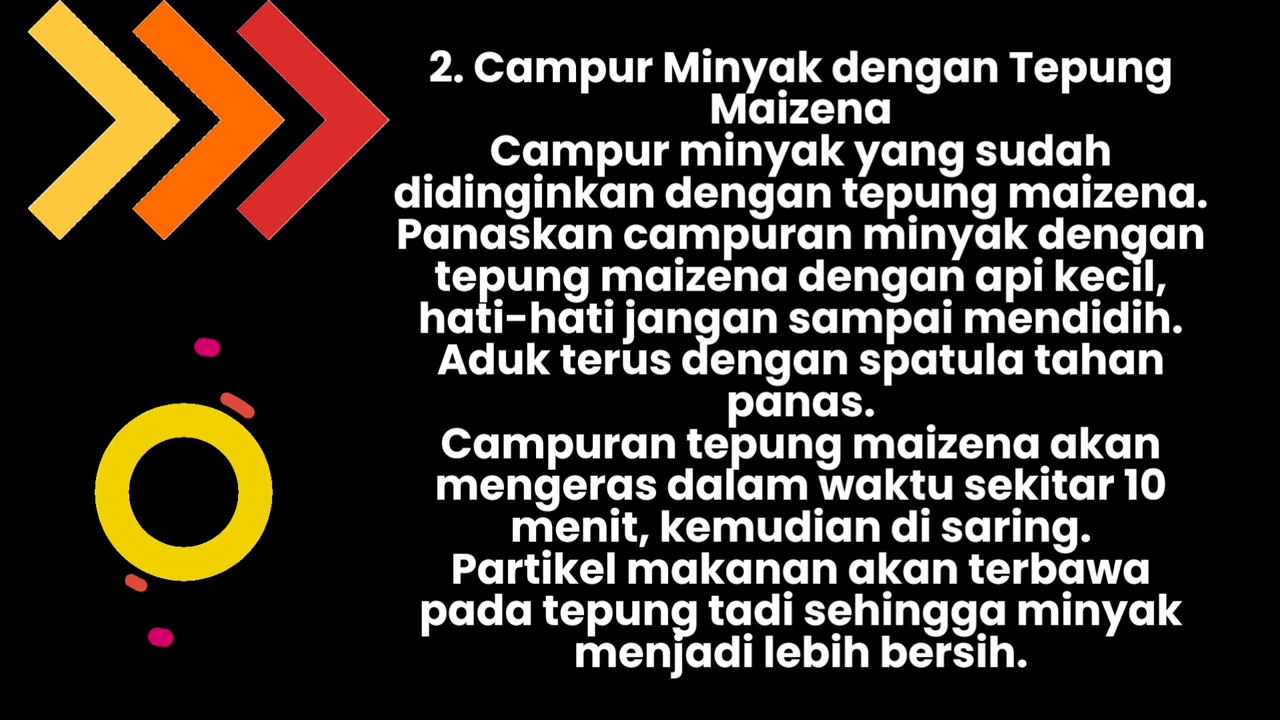 2. Campur Minyak dengan Tepung
Maizena
Campur minyak yang sudah
didinginkan dengan tepung maizena.
Panaskan campuran minyak dengan
tepung maizena dengan api kecil,
hati-hati jangan sampai mendidih.
Aduk terus dengan spatula tahan
panas.
Campuran tepung maizena akan
mengeras dalam waktu sekitar 10
menit, kemudian di saring.
Partikel makanan akan terbawa
pada tepung tadi sehingga minyak
menjadi lebih bersih.